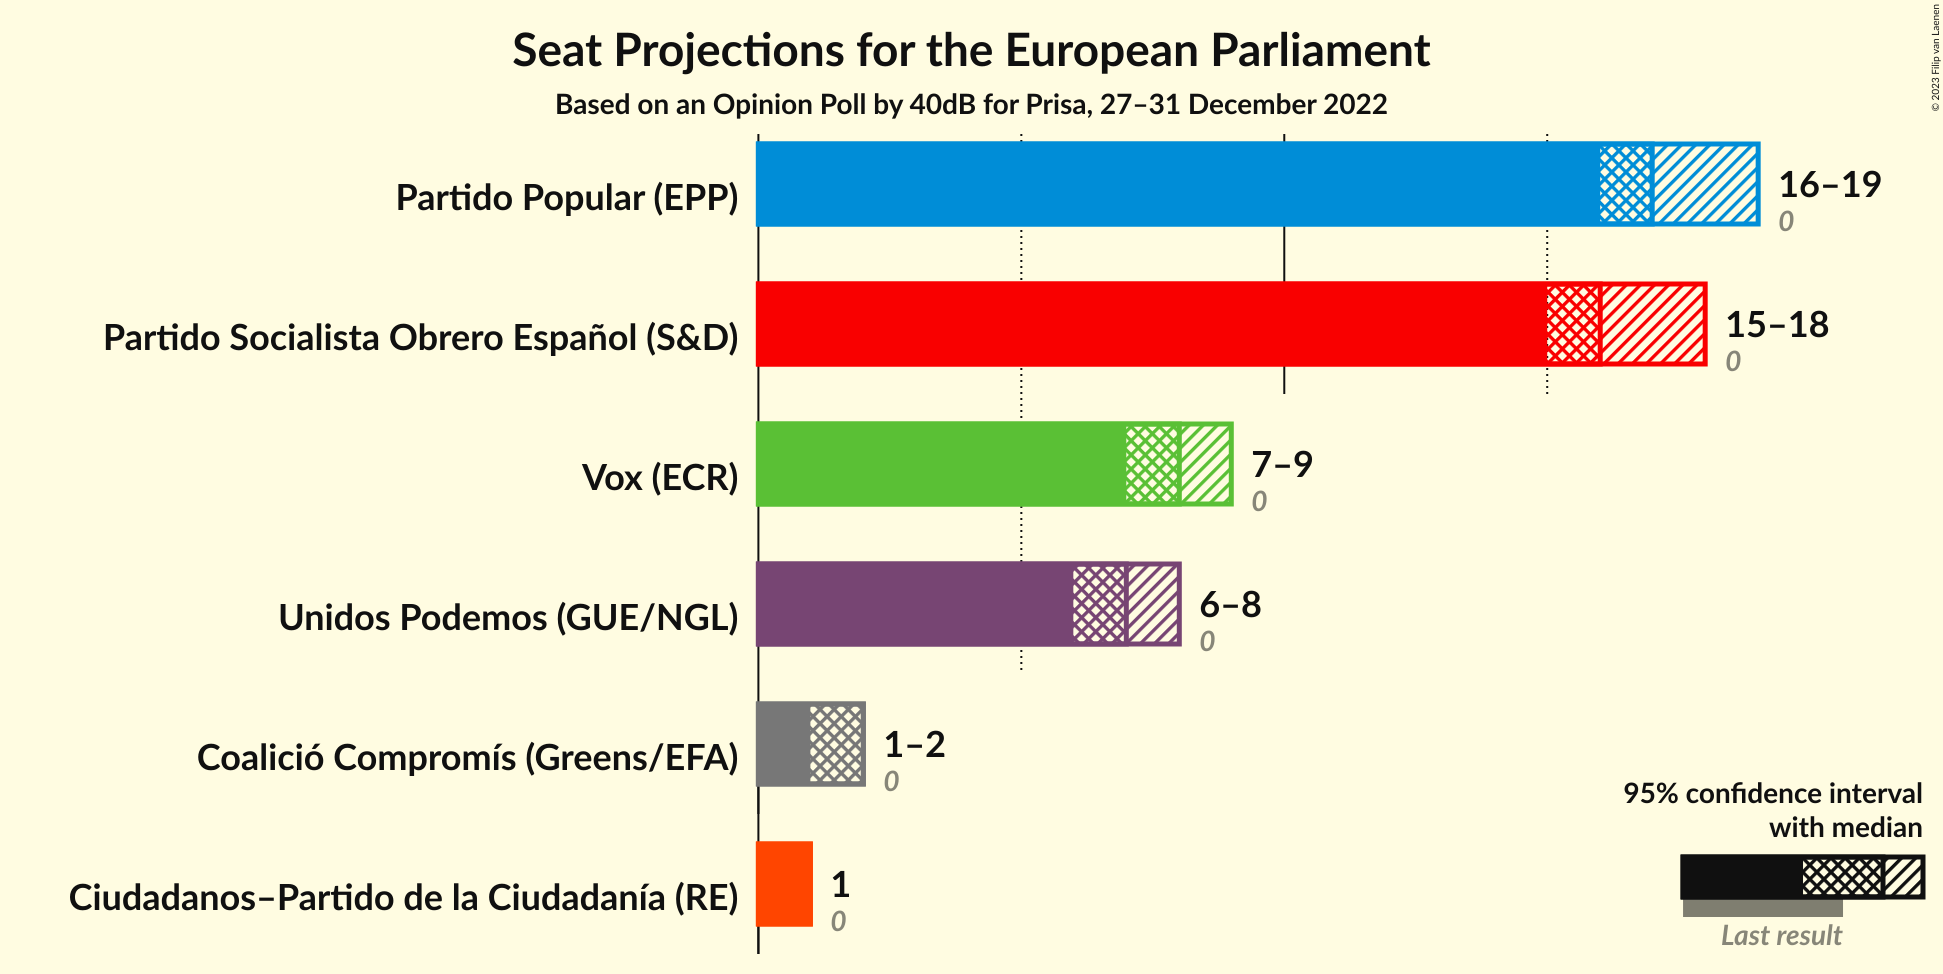 Seat Projections for the European Parliament
Based on an Opinion Poll by 40dB for Prisa, 27–31 December 2022
© 2023 Filip van Laenen
Partido Popular (EPP)
16–19
0
Partido Socialista Obrero Español (S&D)
15–18
0
Vox (ECR)
7–9
0
Unidos Podemos (GUE/NGL)
6–8
0
Coalició Compromís (Greens/EFA)
1–2
0
Ciudadanos–Partido de la Ciudadanía (RE)
1
0
95% confidence interval
with median
Last result